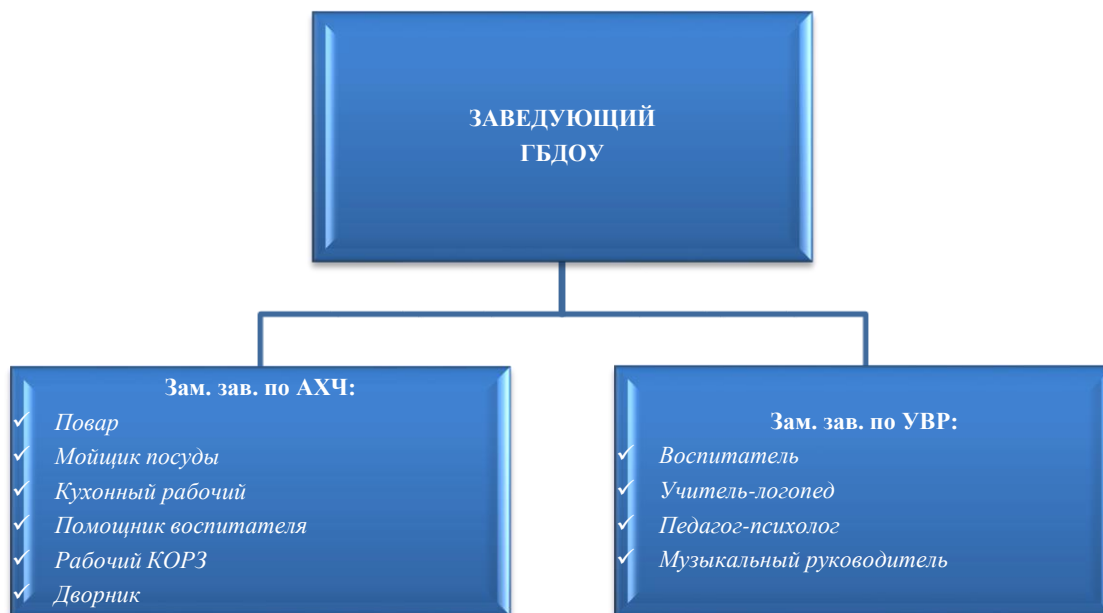 ЗАВЕДУЮЩИЙ
ГБДОУ
Зам. зав. по АХЧ:
✓ Повар
✓ Мойщик посуды
✓ Кухонный рабочий
✓ Помощник воспитателя
✓ Рабочий КОРЗ
✓ Дворник
Зам. зав. по УВР:
✓ Воспитатель
✓ Учитель-логопед
✓ Педагог-психолог
✓ Музыкальный руководитель